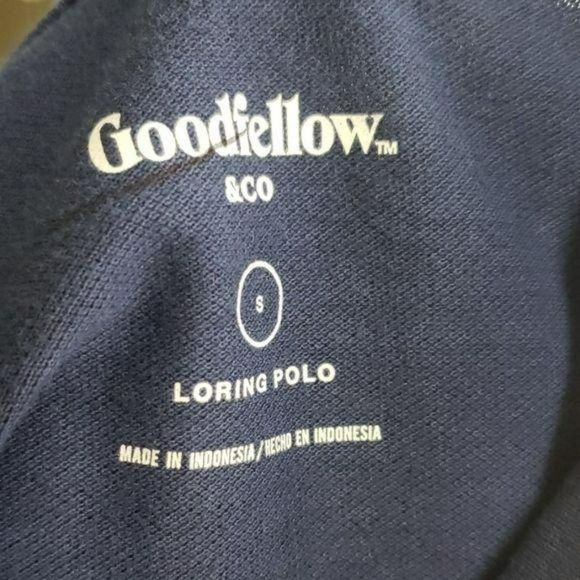 Goodfellow™
&CO
S
LORING POLO
MADE IN INDONESIA/HECHO EN INDONESIA